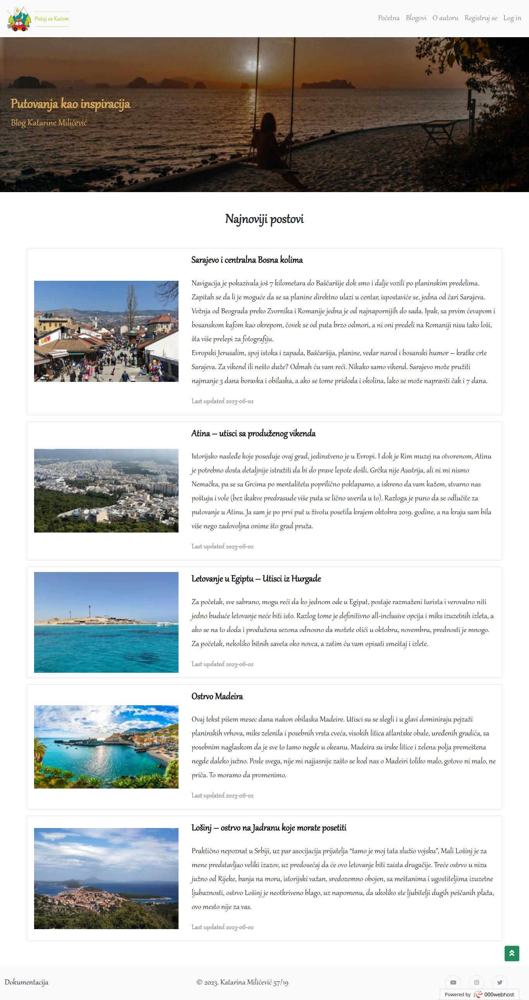 Putuj sa Kaćom
Početna Blogovi O autoru Registruj se Log in
Putovanja kao inspiracija
Blog Katarine Milićević
Najnoviji postovi
Sarajevo i centralna Bosna kolima
Navigacija je pokazivala još 7 kilometara do Baščaršije dok smo i dalje vozili po planinskim predelima.
Zapitah se da li je moguće da se sa planine direktno ulazi u centar, ispostaviće se, jedna od čari Sarajeva.
Vožnja od Beograda preko Zvornika i Romanije jedna je od najnapornijih do sada. Ipak, sa prvim ćevapom i
bosanskom kafom kao okrepom, čovek se od puta brzo odmori, a ni oni predeli na Romaniji nisu tako loši,
šta više prelepi za fotografiju.
Evropski Jerusalim, spoj istoka i zapada, Baščaršija, planine, vedar narod i bosanski humor – kratke crte
Sarajeva. Za vikend ili nešto duže? Odmah ću vam reći. Nikako samo vikend. Sarajevo može pružiti
najmanje 3 dana boravka i obilaska, a ako se tome pridoda i okolina, lako se može napraviti čak i 7 dana.
Last updated 2023-06-02
Atina – utisci sa produženog vikenda
Istorijsko nasleđe koje poseduje ovaj grad, jedinstveno je u Evropi. I dok je Rim muzej na otvorenom, Atinu
je potrebno dosta detaljnije istražiti da bi do prave lepote došli. Grčka nije Austrija, ali ni mi nismo
Nemačka, pa se sa Grcima po mentalitetu poprilično poklapamo, a iskreno da vam kažem, stvarno nas
poštuju i vole (bez ikakve predrasude više puta se lično uverila u to). Razloga je puno da se odlučite za
putovanje u Atinu. Ja sam je po prvi put u životu posetila krajem oktobra 2019. godine, a na kraju sam bila
više nego zadovoljna onime što grad pruža.
Last updated 2023-06-02
Letovanje u Egiptu – Utisci iz Hurgade
Za početak, sve sabrano, mogu reći da ko jednom ode u Egipat, postaje razmaženi turista i verovatno niti
jedno buduće letovanje neće biti isto. Razlog tome je definitivno all-inclusive opcija i miks izuzetnih izleta, a
ako se na to doda i produžena sezona odnosno da možete otići u oktobru, novembru, prednosti je mnogo.
Za početak, nekoliko bitnih saveta oko novca, a zatim ću vam opisati smeštaj i izlete.
Last updated 2023-06-02
Ostrvo Madeira
Ovaj tekst pišem mesec dana nakon obilaska Madeire. Utisci su se slegli i u glavi dominiraju pejzaži
planinskih vrhova, miks zelenila i posebnih vrsta cveća, visokih litica atlantske obale, uređenih gradića, sa
posebnim naglaskom da je sve to tamo negde u okeanu. Madeira su irske litice i zelena polja premeštena
negde daleko južno. Posle svega, nije mi najjasnije zašto se kod nas o Madeiri toliko malo, gotovo ni malo, ne
priča. To moramo da promenimo.
Last updated 2023-06-02
Lošinj – ostrvo na Jadranu koje morate posetiti
Praktično nepoznat u Srbiji, uz par asocijacija prijatelja “tamo je moj tata služio vojsku”, Mali Lošinj je za
mene predstavljao veliki izazov, uz predosećaj da će ovo letovanje biti zaista drugačije. Treće ostrvo u nizu
južno od Rijeke, banja na moru, istorijski važan, sredozemno obojen, sa meštanima i ugostiteljima izuzetne
ljubaznosti, ostrvo Lošinj je neotkriveno blago, uz napomenu, da ukoliko ste ljubitelji dugih peščanih plaža,
ovo mesto nije za vas.
Last updated 2023-06-02
Dokumentacija © 2023. Katarina Milićević 57/19
Powered by 000webhost